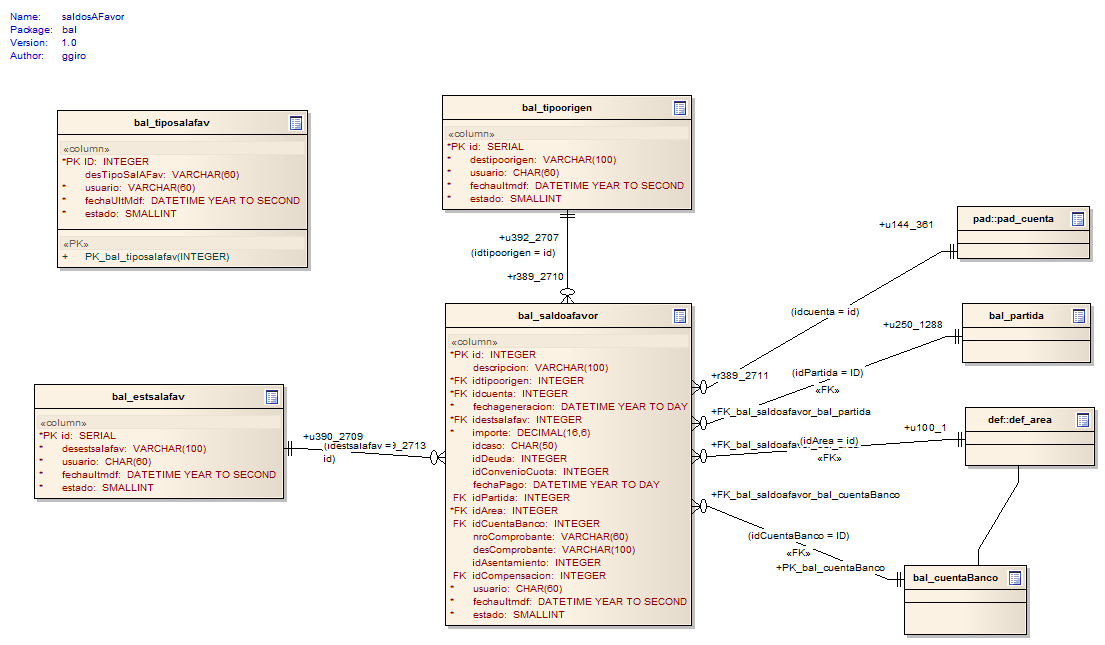 Name: saldosAFavor
Package: bal
Version: 1.0
Author: ggiro
bal_tiposalafav
«column»
*PK ID: INTEGER
desTipoSalAFav: VARCHAR(60)
* usuario: VARCHAR(60)
* fechaUltMdf: DATETIME YEAR TO SECOND
* estado: SMALLINT
«PK»
+ PK_bal_tiposalafav(INTEGER)
bal_tipoorigen
«column»
*PK id: SERIAL
* destipoorigen: VARCHAR(100)
* usuario: CHAR(60)
* fechaultmdf: DATETIME YEAR TO SECOND
* estado: SMALLINT
+u392_2707
(idtipoorigen = id)
+r389_2710
pad::pad_cuenta
+u144_361
(idcuenta = id)
+r389_2711
bal_partida
+u250_1288
(idPartida = ID)
«FK»
+FK_bal_saldoafavor_bal_partida
def::def_area
+u100_1
(idArea = id)
«FK»
+FK_bal_saldoafav
bal_saldoafavor
«column»
*PK id: INTEGER
descripcion: VARCHAR(100)
*FK idtipoorigen: INTEGER
*FK idcuenta: INTEGER
* fechageneracion: DATETIME YEAR TO DAY
*FK idestsalafav: INTEGER
* importe: DECIMAL(16,6)
idcaso: CHAR(50)
idDeuda: INTEGER
idConvenioCuota: INTEGER
fechaPago: DATETIME YEAR TO DAY
FK idPartida: INTEGER
*FK idArea: INTEGER
FK idCuentaBanco: INTEGER
nroComprobante: VARCHAR(60)
desComprobante: VARCHAR(100)
idAsentamiento: INTEGER
FK idCompensacion: INTEGER
* usuario: CHAR(60)
* fechaultmdf: DATETIME YEAR TO SECOND
* estado: SMALLINT
bal_estsalafav
«column»
*PK id: SERIAL
* desestsalafav: VARCHAR(100)
* usuario: CHAR(60)
* fechaultmdf: DATETIME YEAR TO SECOND
* estado: SMALLINT
+u390_2709
(idestsalafav =
id)
_2713
+FK_bal_saldoafavor_bal_cuentaBanco
(idCuentaBanco = ID)
«FK»
+PK_bal_cuentaBanco
bal_cuentaBanco